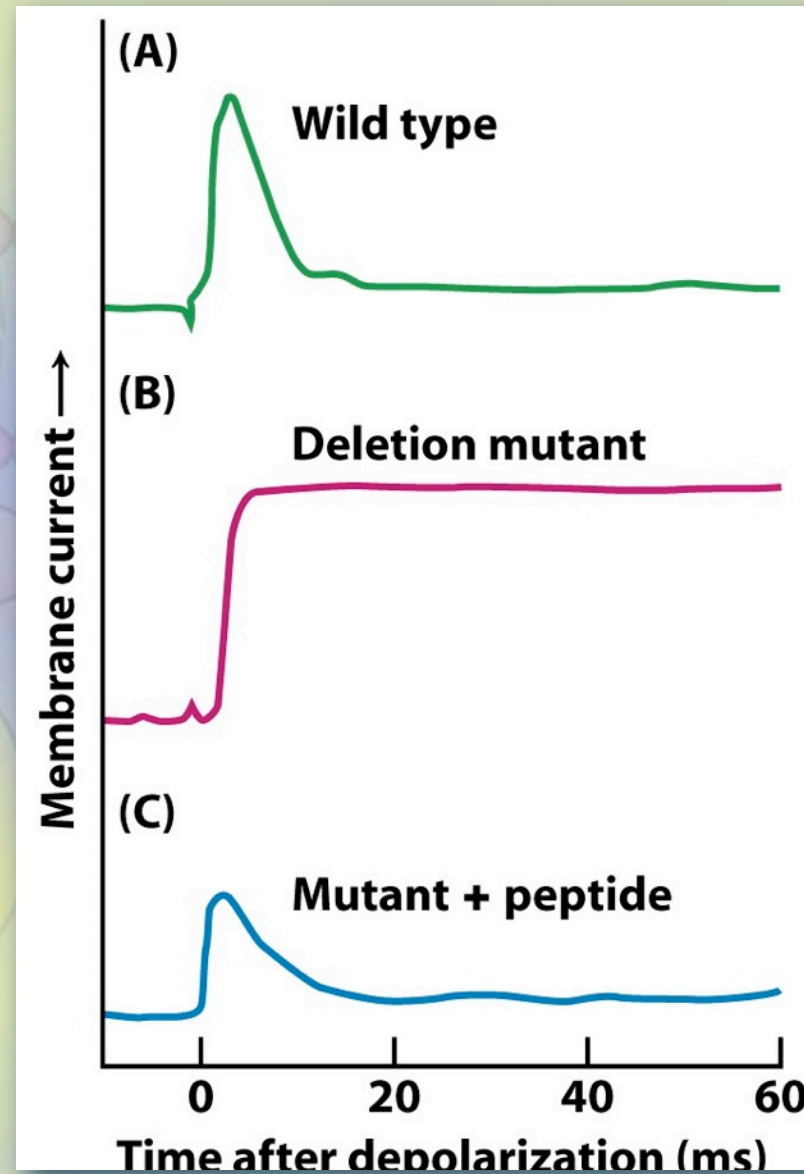 (A)
Wild type
(B)
Deletion mutant
(C)
Mutant + peptide
Membrane current →
0 20 40 60
Time after depolarization (ms)